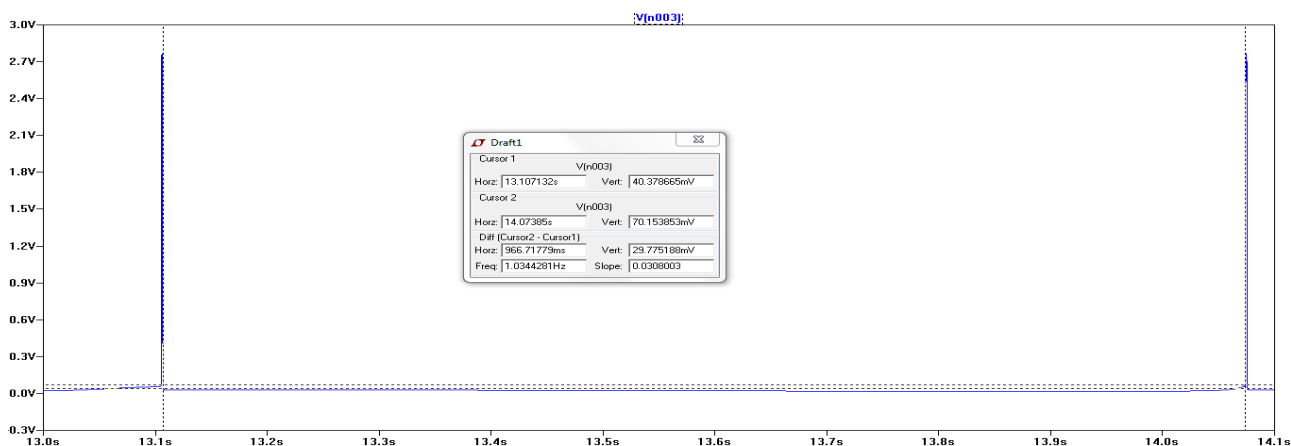 V(n003)
3.0V
2.7V
2.4V
2.1V
1.8V
1.5V
1.2V
0.9V
0.6V
0.3V
0.0V
-0.3V
Draft1
Cursor 1
V(n003)
Horz: 13.107132s Vert: 40.378665mV
Cursor 2
V(n003)
Horz: 14.07385s Vert: 70.153853mV
Diff (Cursor2 - Cursor1)
Horz: 966.71779ms Vert: 29.775188mV
Freq: 1.0344281Hz Slope: 0.0308003
13.0s 13.1s 13.2s 13.3s 13.4s 13.5s 13.6s 13.7s 13.8s 13.9s 14.0s 14.1s